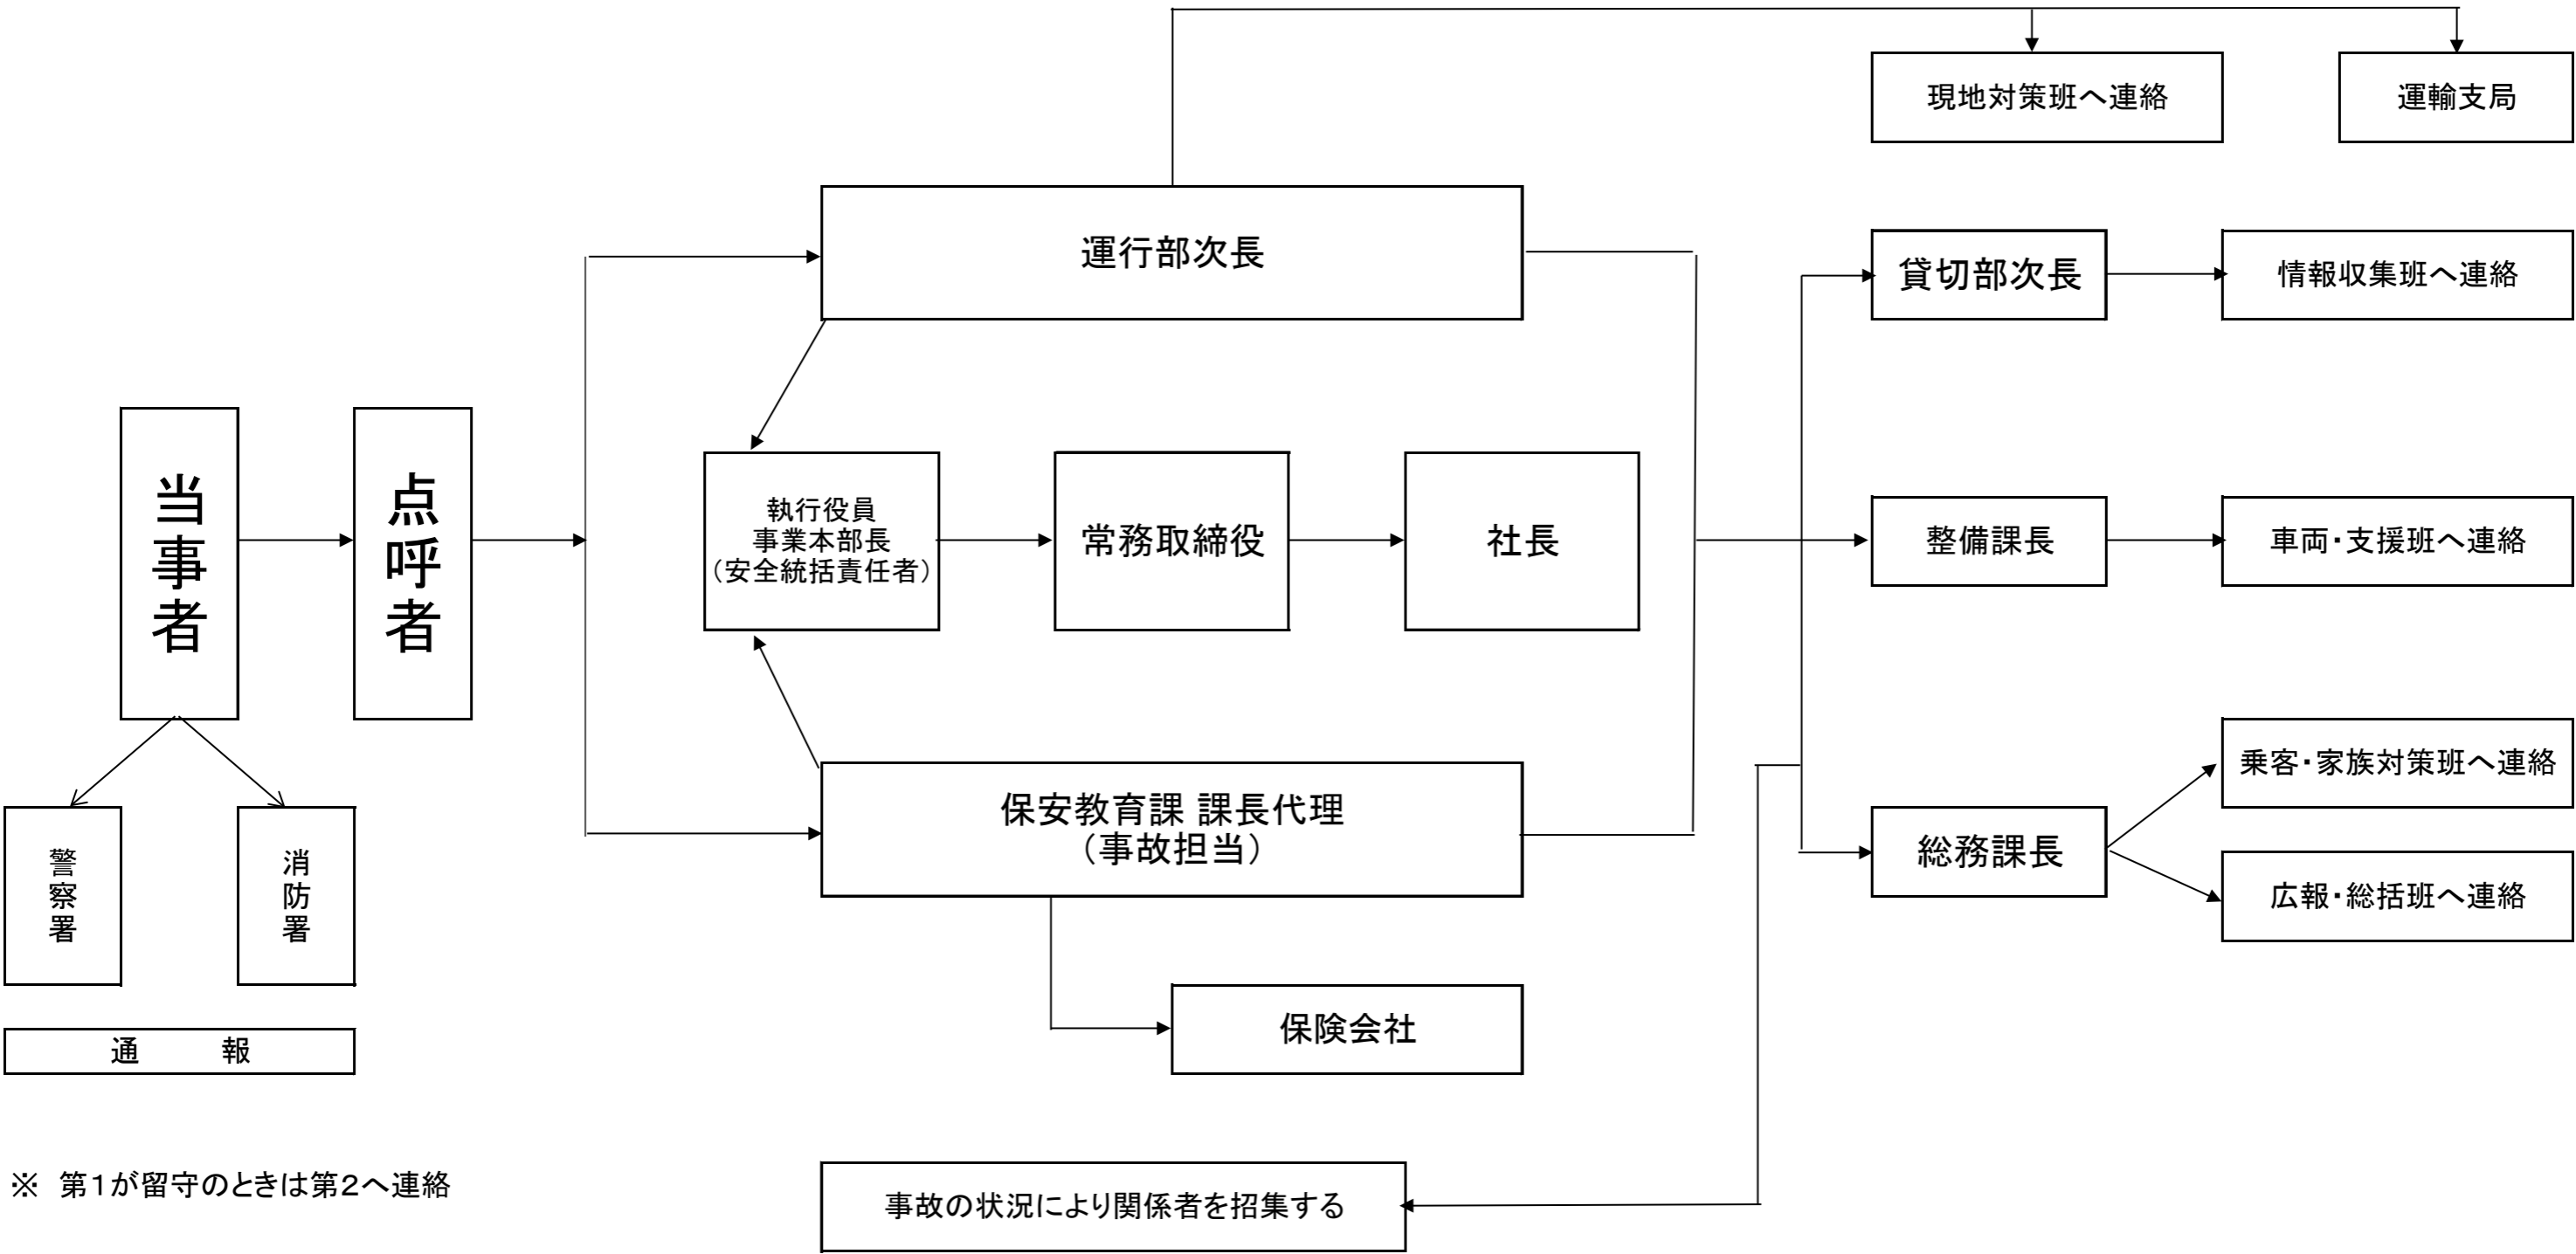 現地対策班へ連絡
運輸支局
運行部次長
貸切部次長
情報収集班へ連絡
当事者
点呼者
執行役員
事業本部長
（安全統括責任者）
常務取締役
社長
整備課長
車両・支援班へ連絡
保安教育課 課長代理
（事故担当）
総務課長
乗客・家族対策班へ連絡
広報・総括班へ連絡
警察署
消防署
通　　報
保険会社
※　第１が留守のときは第２へ連絡
事故の状況により関係者を招集する